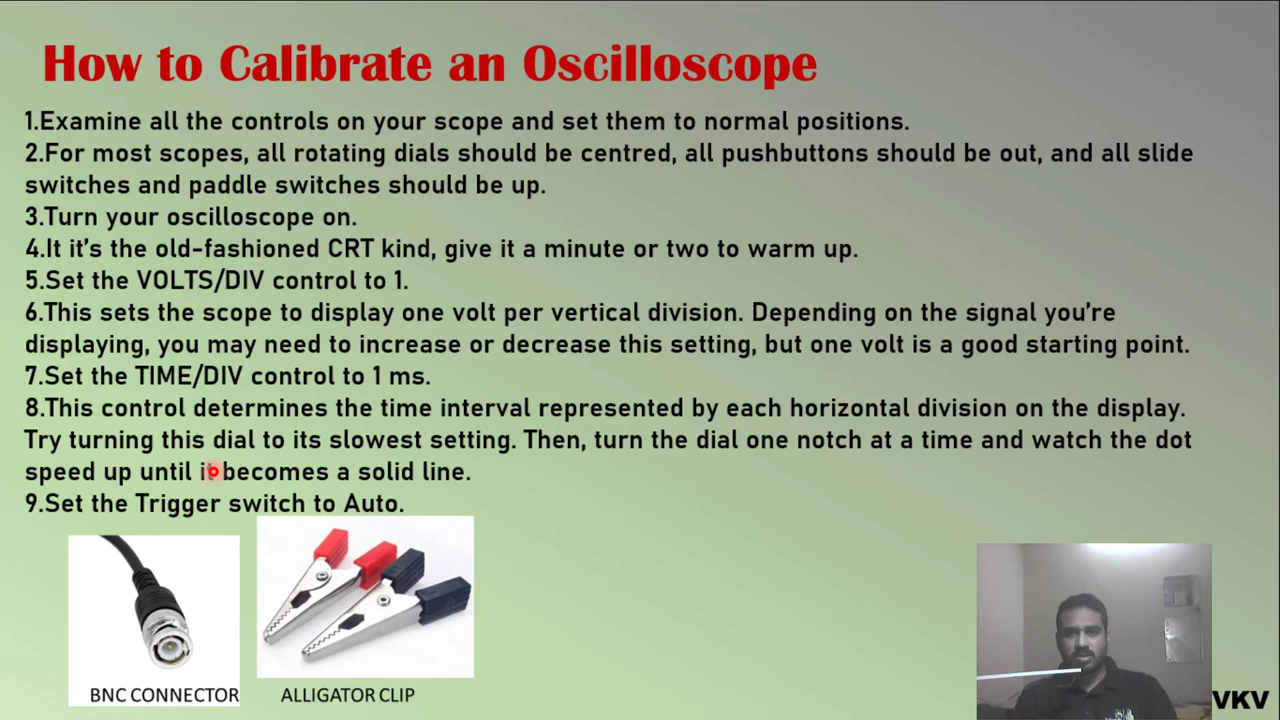 How to Calibrate an Oscilloscope
1.Examine all the controls on your scope and set them to normal positions.
2.For most scopes, all rotating dials should be centred, all pushbuttons should be out, and all slide
switches and paddle switches should be up.
3.Turn your oscilloscope on.
4.It it's the old-fashioned CRT kind, give it a minute or two to warm up.
5.Set the VOLTS/DIV control to 1.
6.This sets the scope to display one volt per vertical division. Depending on the signal you're
displaying, you may need to increase or decrease this setting, but one volt is a good starting point.
7.Set the TIME/DIV control to 1 ms.
8.This control determines the time interval represented by each horizontal division on the display.
Try turning this dial to its slowest setting. Then, turn the dial one notch at a time and watch the dot
speed up until it becomes a solid line.
9.Set the Trigger switch to Auto.
BNC CONNECTOR
ALLIGATOR CLIP
VKV